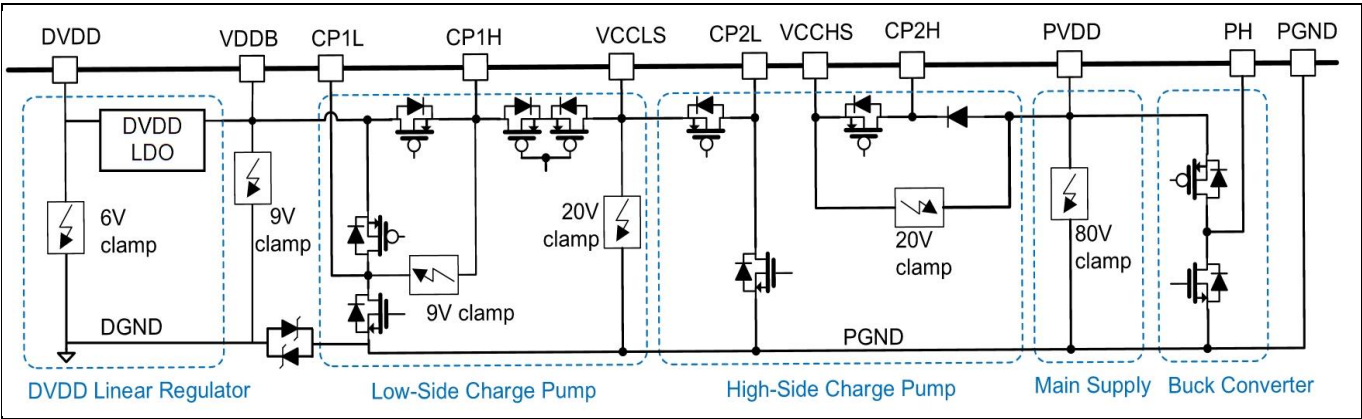 DVDD VDDB CP1L CP1H VCCLS CP2L VCCHS CP2H PVDD PH PGND
DVDD
LDO
6V
clamp
9V
clamp
9V clamp
20V
clamp
20V
clamp
80V
clamp
DGND
PGND
DVDD Linear Regulator
Low-Side Charge Pump
High-Side Charge Pump
Main Supply
Buck Converter